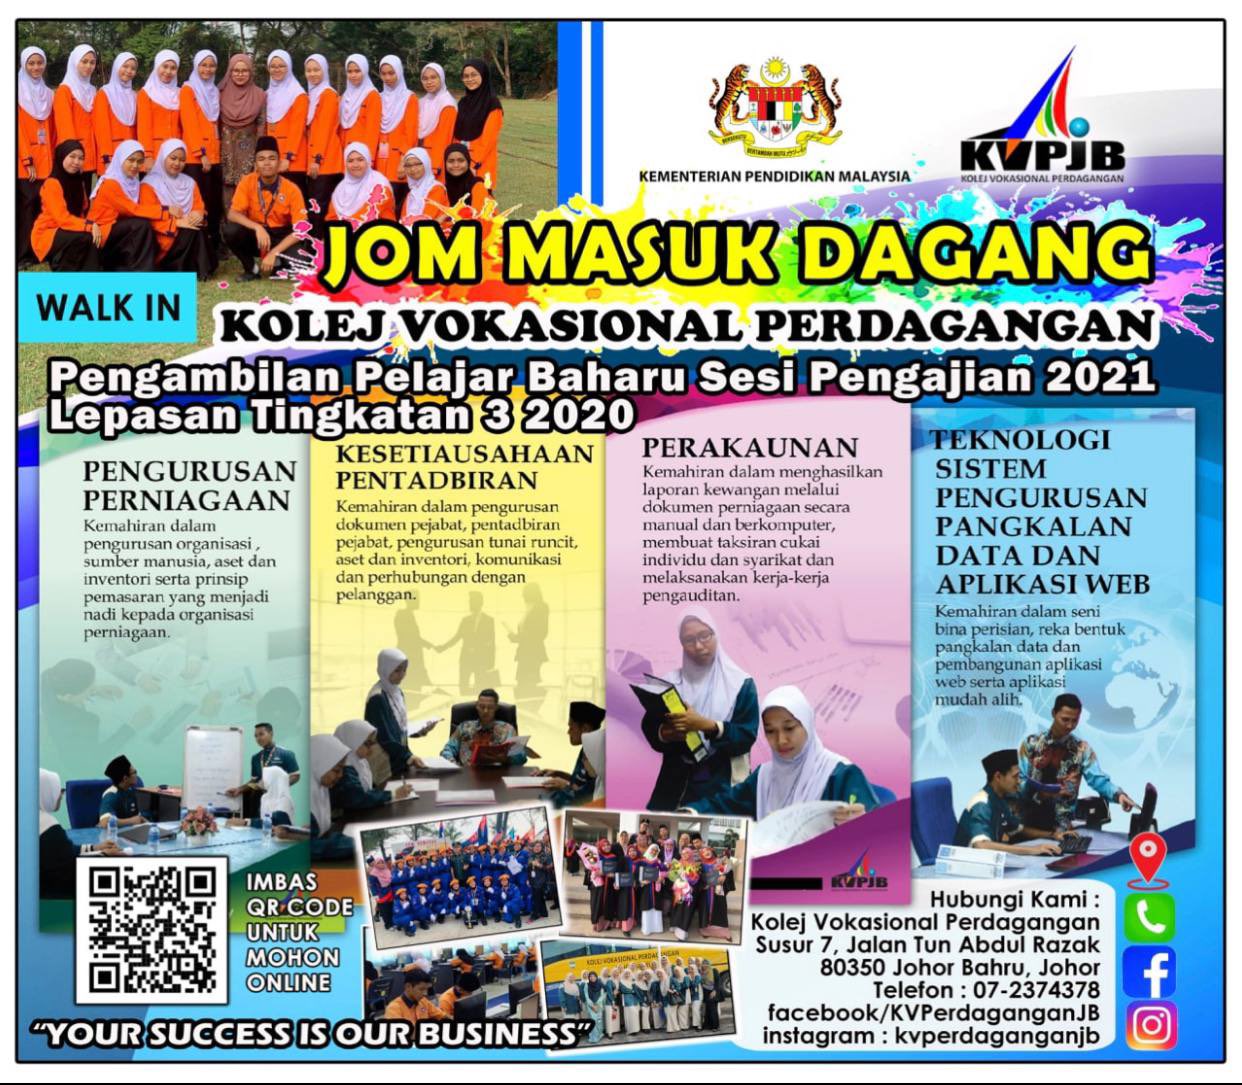 KEMENTERIAN PENDIDIKAN MALAYSIA
KVPJB
KOLEJ VOKASIONAL PERDAGANGAN
JOM MASUK DAGANG
WALK IN
KOLEJ VOKASIONAL PERDAGANGAN
Pengambilan Pelajar Baharu Sesi Pengajian 2021
Lepasan Tingkatan 3 2020
PENGURUSAN
PERNIAGAAN
Kemahiran dalam
pengurusan organisasi ,
sumber manusia, aset dan
inventori serta prinsip
pemasaran yang menjadi
nadi kepada organisasi
perniagaan.
KESETIAUSAHAAN
PENTADBIRAN
Kemahiran dalam pengurusan
dokumen pejabat, pentadbiran
pejabat, pengurusan tunai runcit,
aset dan inventori, komunikasi
dan perhubungan dengan
pelanggan.
PERAKAUNAN
Kemahiran dalam menghasilkan
laporan kewangan melalui
dokumen perniagaan secara
manual dan berkomputer,
membuat taksiran cukai
individu dan syarikat dan
melaksanakan kerja-kerja
pengauditan.
TEKNOLOGI
SISTEM
PENGURUSAN
PANGKALAN
DATA DAN
APLIKASI WEB
Kemahiran dalam seni
bina perisian, reka bentuk
pangkalan data dan
pembangunan aplikasi
web serta aplikasi
mudah alih.
IMBAS
QR CODE
UNTUK
MOHON
ONLINE
KVPJB
KOLEJ VOKASIONAL PERDAGANGAN
Hubungi Kami :
Kolej Vokasional Perdagangan
Susur 7, Jalan Tun Abdul Razak
80350 Johor Bahru, Johor
Telefon : 07-2374378
facebook/KVPerdaganganJB
instagram : kvperdaganganjb
"YOUR SUCCESS IS OUR BUSINESS"